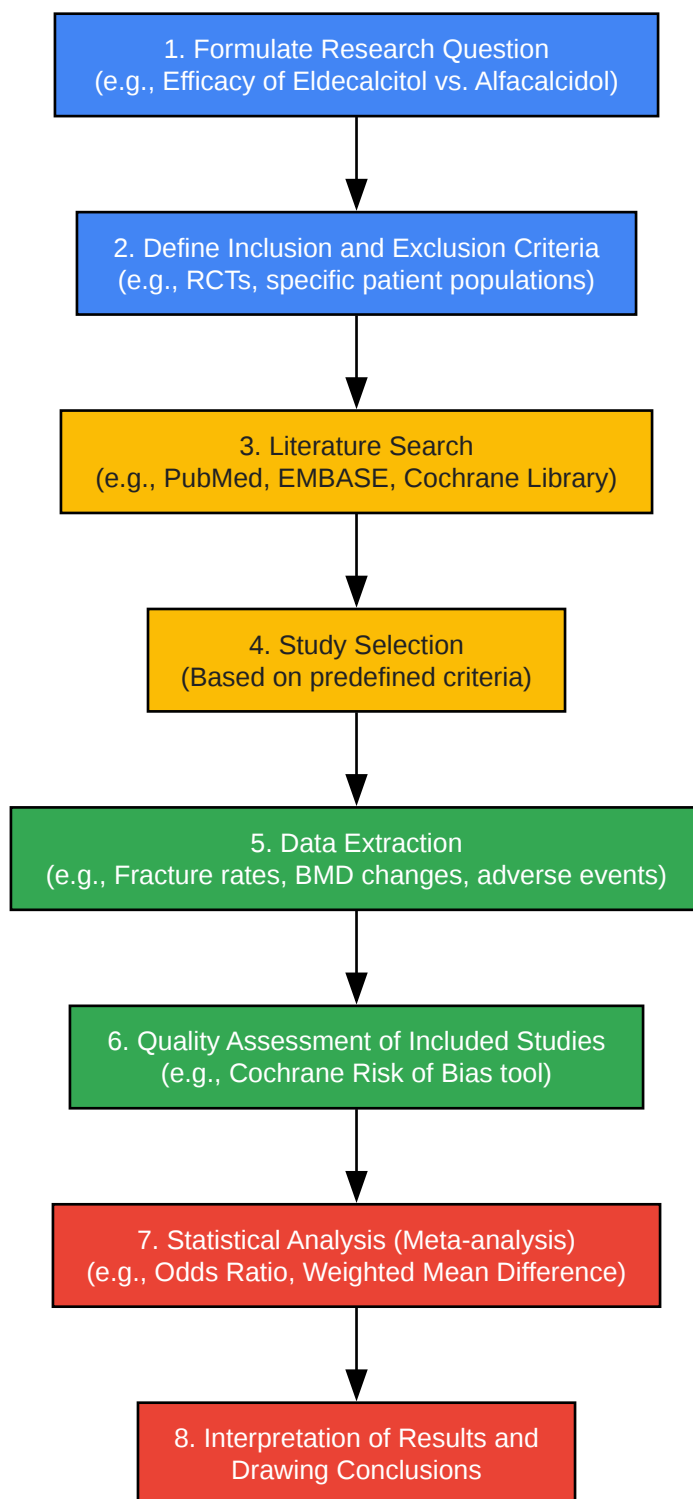 1. Formulate Research Question
(e.g., Efficacy of Eldecalcitol vs. Alfacalcidol)
2. Define Inclusion and Exclusion Criteria
(e.g., RCTs, specific patient populations)
3. Literature Search
(e.g., PubMed, EMBASE, Cochrane Library)
4. Study Selection
(Based on predefined criteria)
5. Data Extraction
(e.g., Fracture rates, BMD changes, adverse events)
6. Quality Assessment of Included Studies
(e.g., Cochrane Risk of Bias tool)
7. Statistical Analysis (Meta-analysis)
(e.g., Odds Ratio, Weighted Mean Difference)
8. Interpretation of Results and
Drawing Conclusions